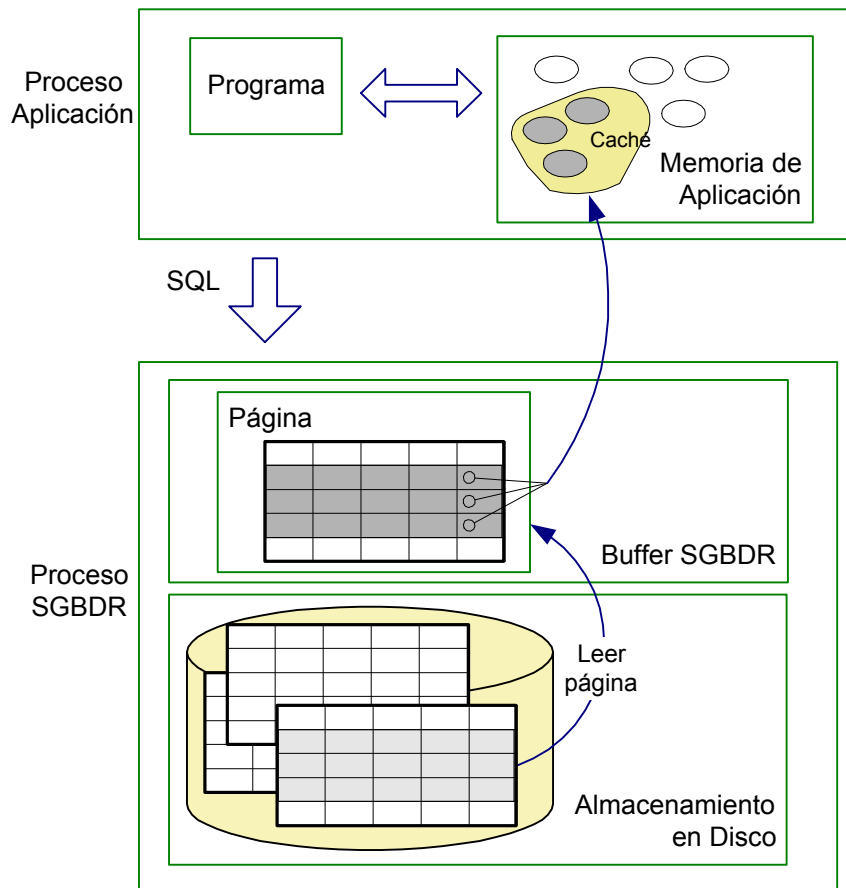 Proceso
Aplicación
Programa
Caché
Memoria de
Aplicación
SQL
Proceso
SGBDR
Página
Buffer SGBDR
Leer
página
Almacenamiento
en Disco